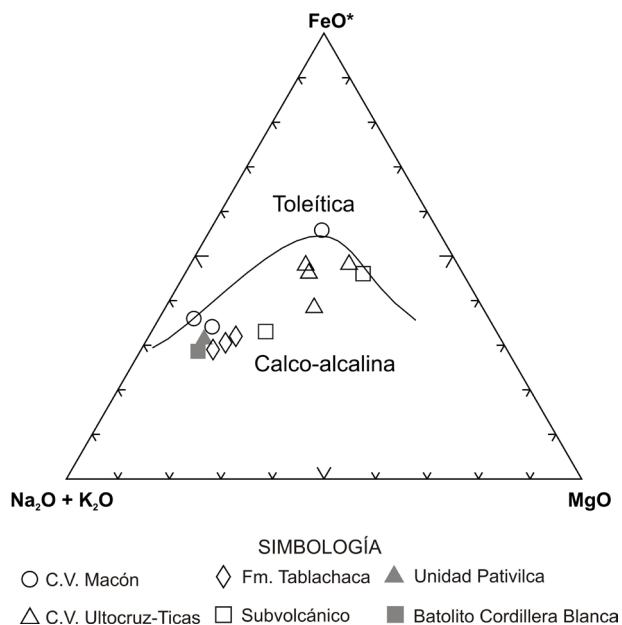 FeO*
Toleítica
Calco-alcalina
Na₂O + K₂O
MgO
SIMBOLOGÍA
C.V. Macón
Fm. Tablachaca
Unidad Pativilca
C.V. Ultocruz-Ticas
Subvolcánico
Batolito Cordillera Blanca